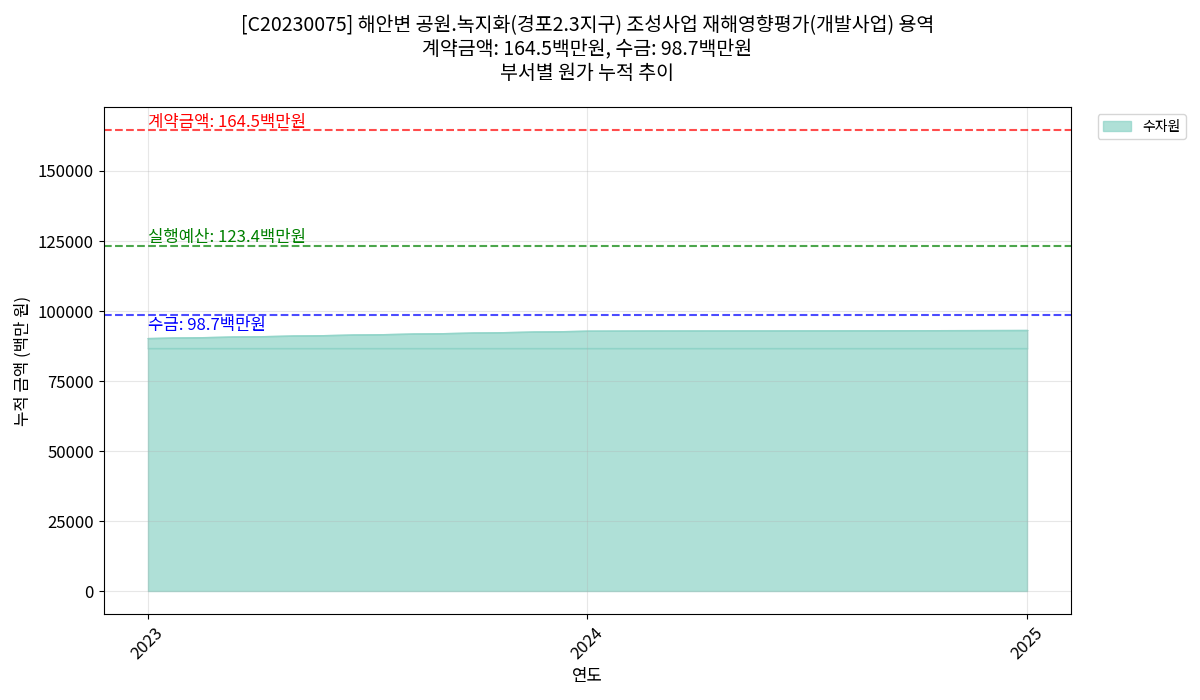 [C20230075] 해안변 공원.녹지화(경포2.3지구) 조성사업 재해영향평가(개발사업) 용역
계약금액: 164.5백만원, 수금: 98.7백만원
부서별 원가 누적 추이
계약금액: 164.5백만원
수자원
150000
실행예산: 123.4백만원
125000
100000
수금: 98.7백만원
누적 금액 (백만 원)
75000
50000
25000
0
2023
2024
2025
연도